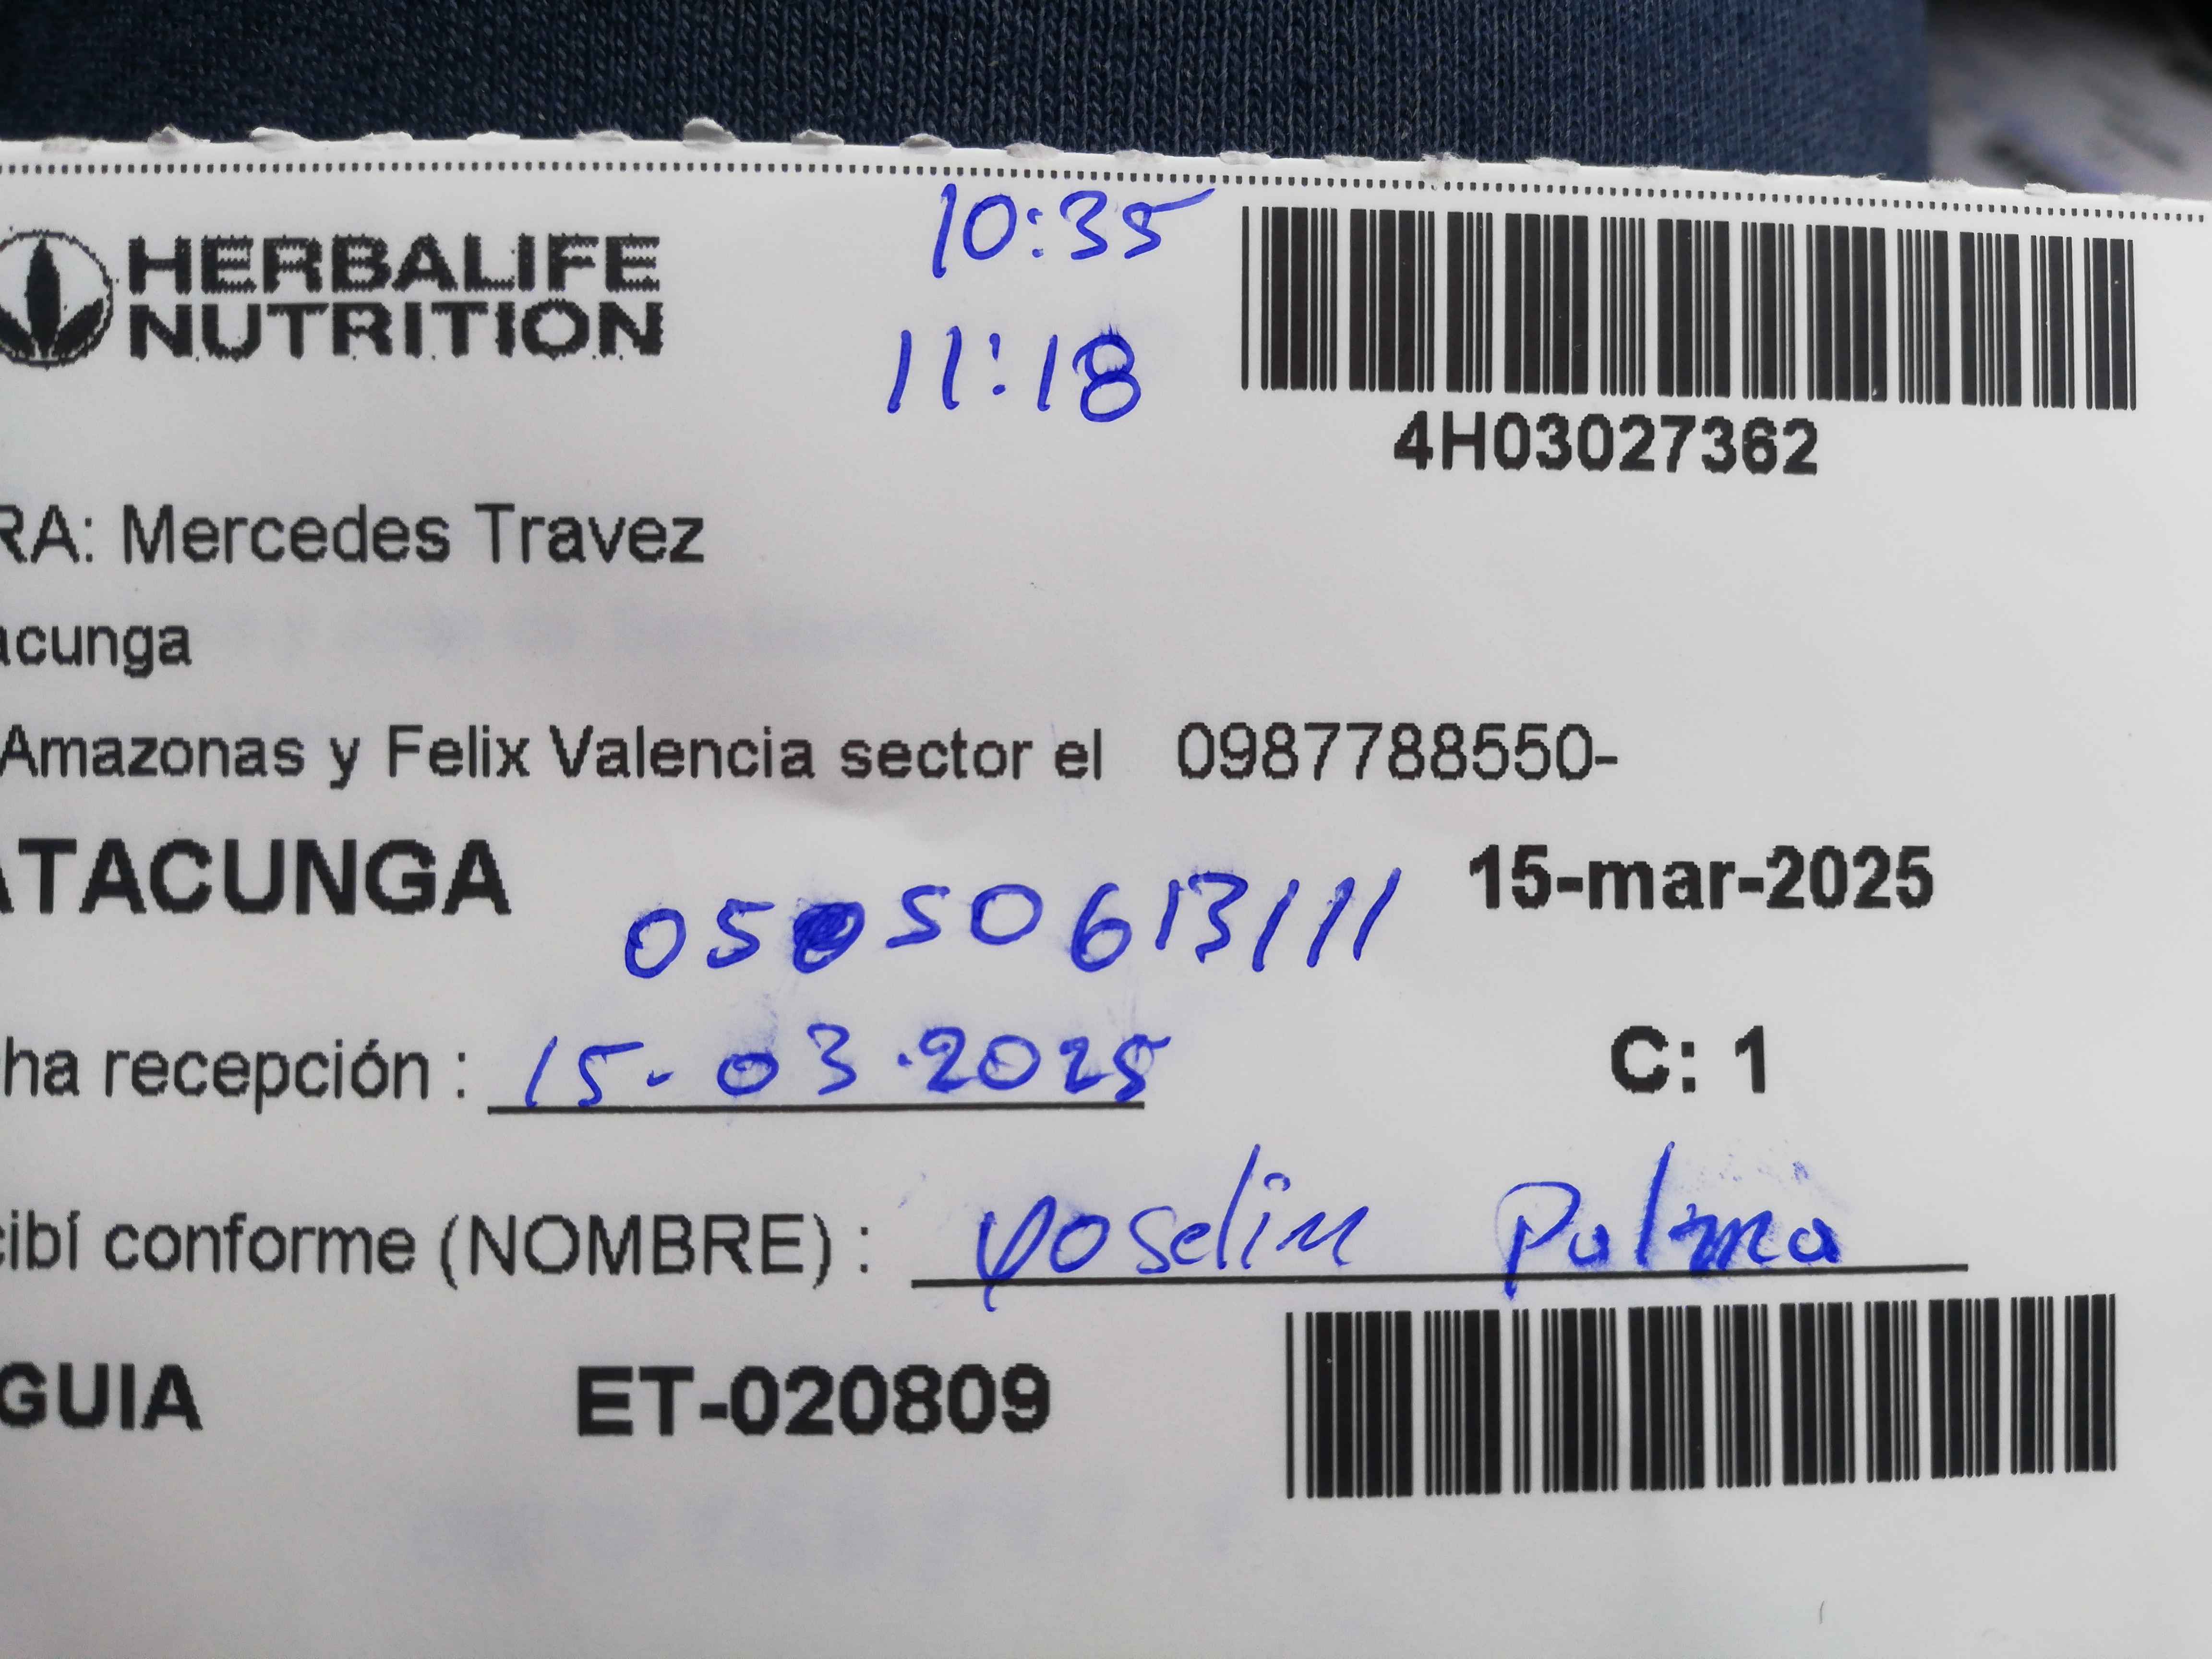 HERBALIFE
NUTRITION
10:35
11:18
4H03027362
RA: Mercedes Travez
acunga
Amazonas y Felix Valencia sector el 0987788550-
ATACUNGA
15-mar-2025
ha recepción : 15-03.2025
C: 1
cibí conforme (NOMBRE) : Yoselin Palma
GUIA ET-020809